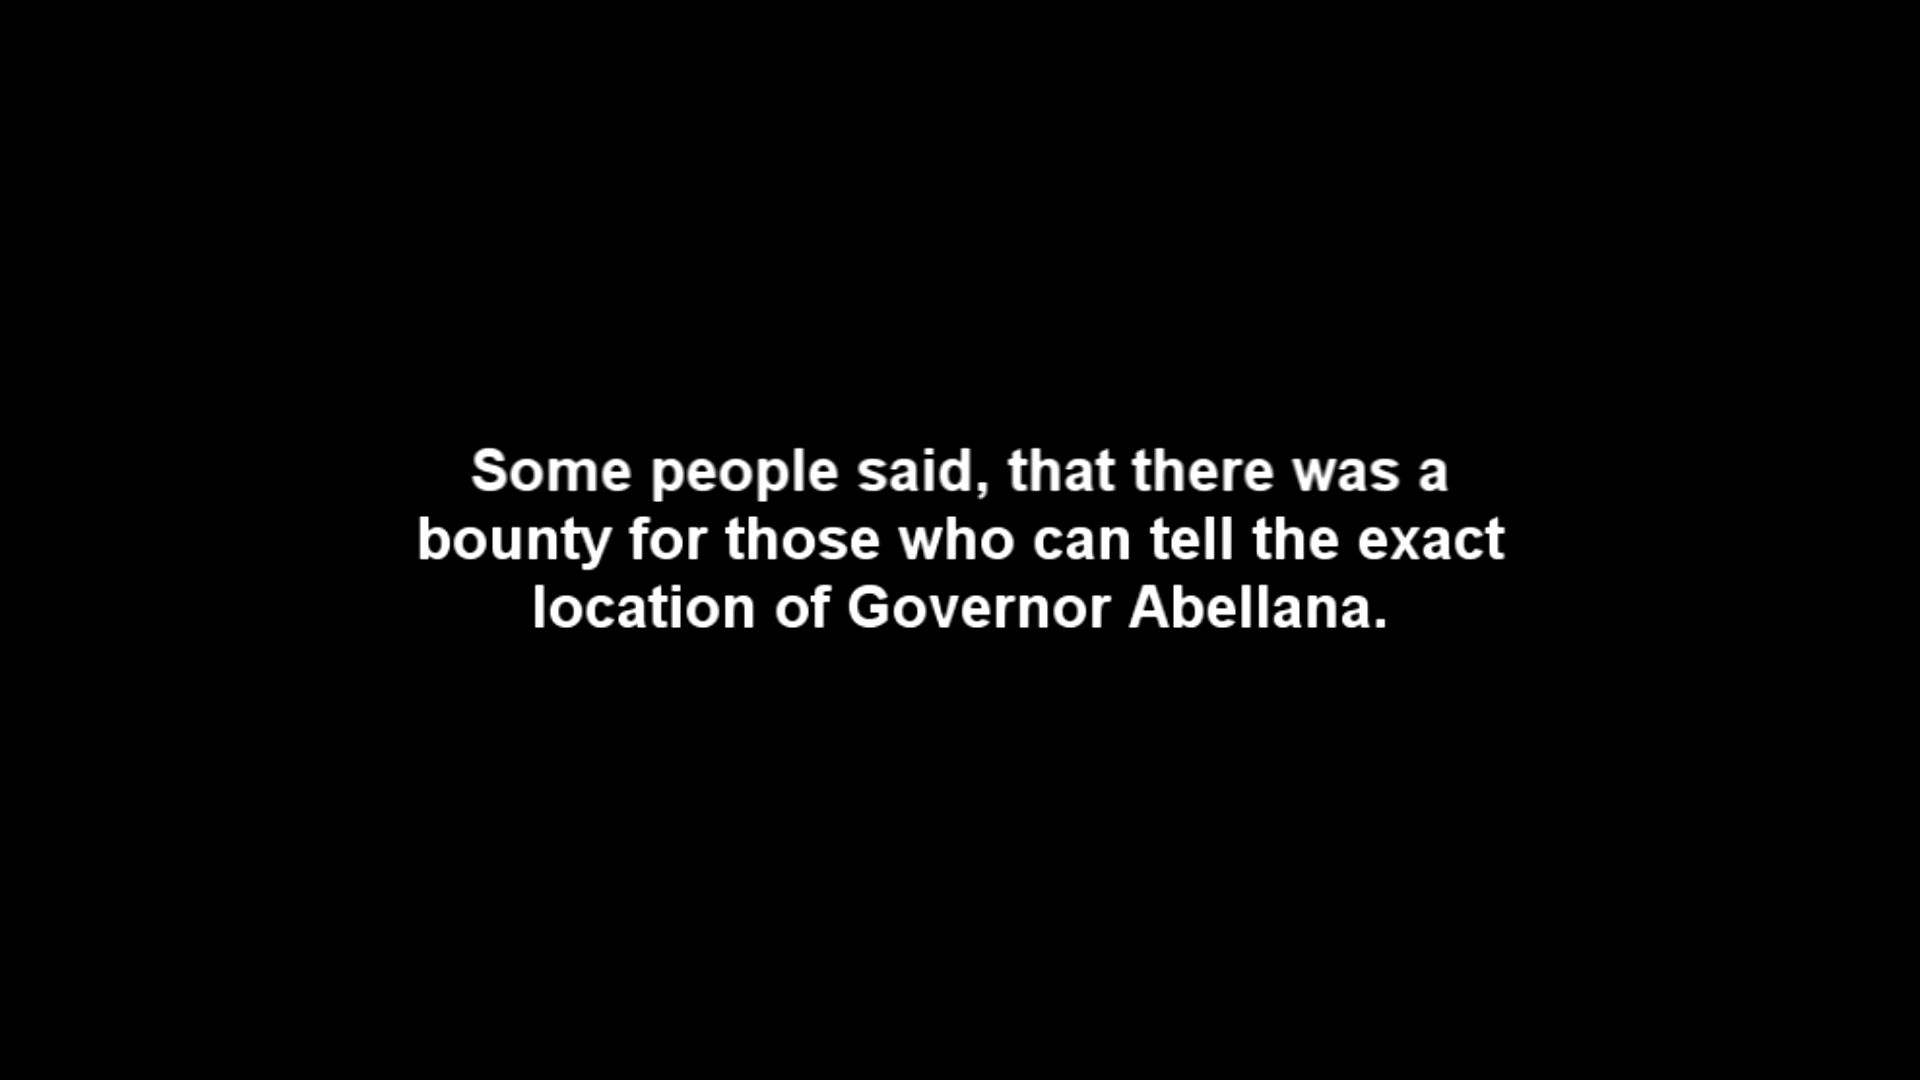 Some people said, that there was a
bounty for those who can tell the exact
location of Governor Abellana.